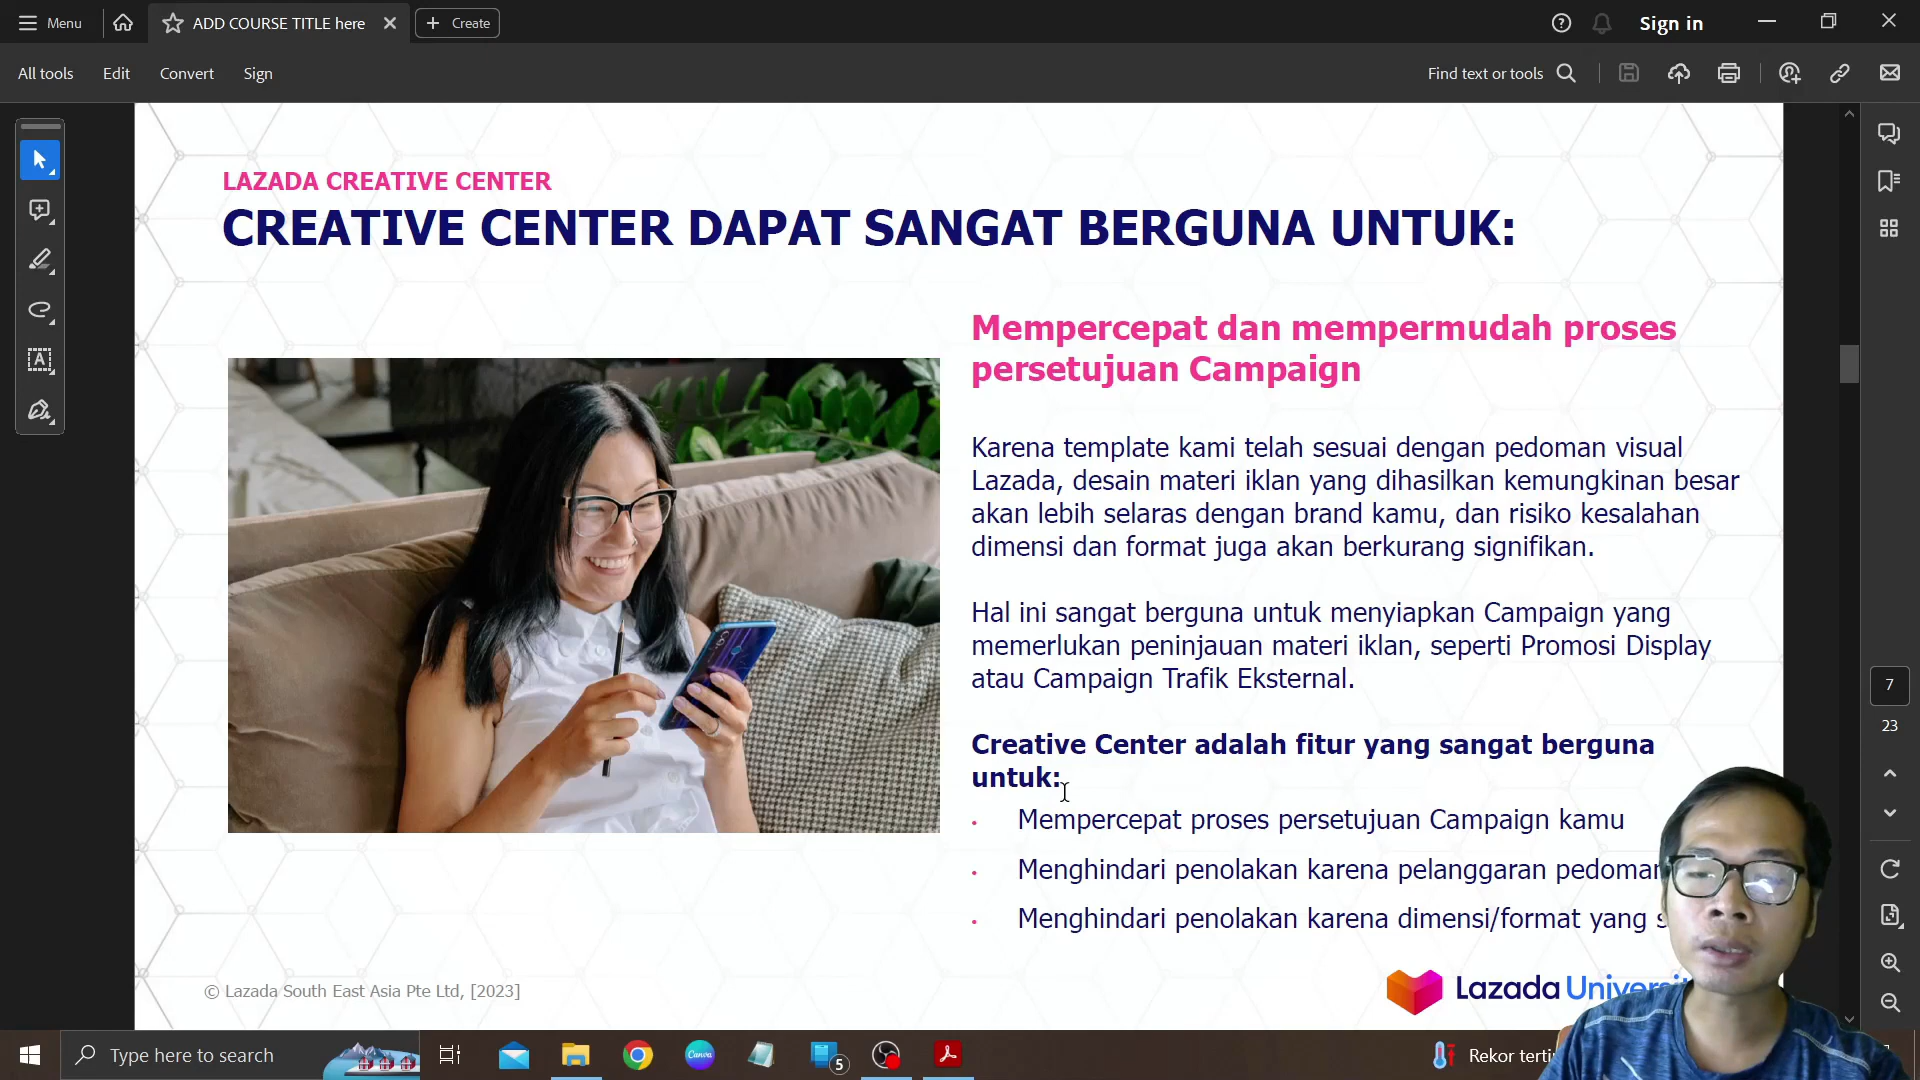 Menu
ADD COURSE TITLE here
Create
Sign in
All tools
Edit
Convert
Sign
Find text or tools
LAZADA CREATIVE CENTER
CREATIVE CENTER DAPAT SANGAT BERGUNA UNTUK:
Mempercepat dan mempermudah proses
persetujuan Campaign
Karena template kami telah sesuai dengan pedoman visual
Lazada, desain materi iklan yang dihasilkan kemungkinan besar
akan lebih selaras dengan brand kamu, dan risiko kesalahan
dimensi dan format juga akan berkurang signifikan.
Hal ini sangat berguna untuk menyiapkan Campaign yang
memerlukan peninjauan materi iklan, seperti Promosi Display
atau Campaign Trafik Eksternal.
Creative Center adalah fitur yang sangat berguna
untuk:
• Mempercepat proses persetujuan Campaign kamu
• Menghindari penolakan karena pelanggaran pedoman
• Menghindari penolakan karena dimensi/format yang
7
23
© Lazada South East Asia Pte Ltd, [2023]
Lazada Universit
Type here to search
Canva
5
Rekor